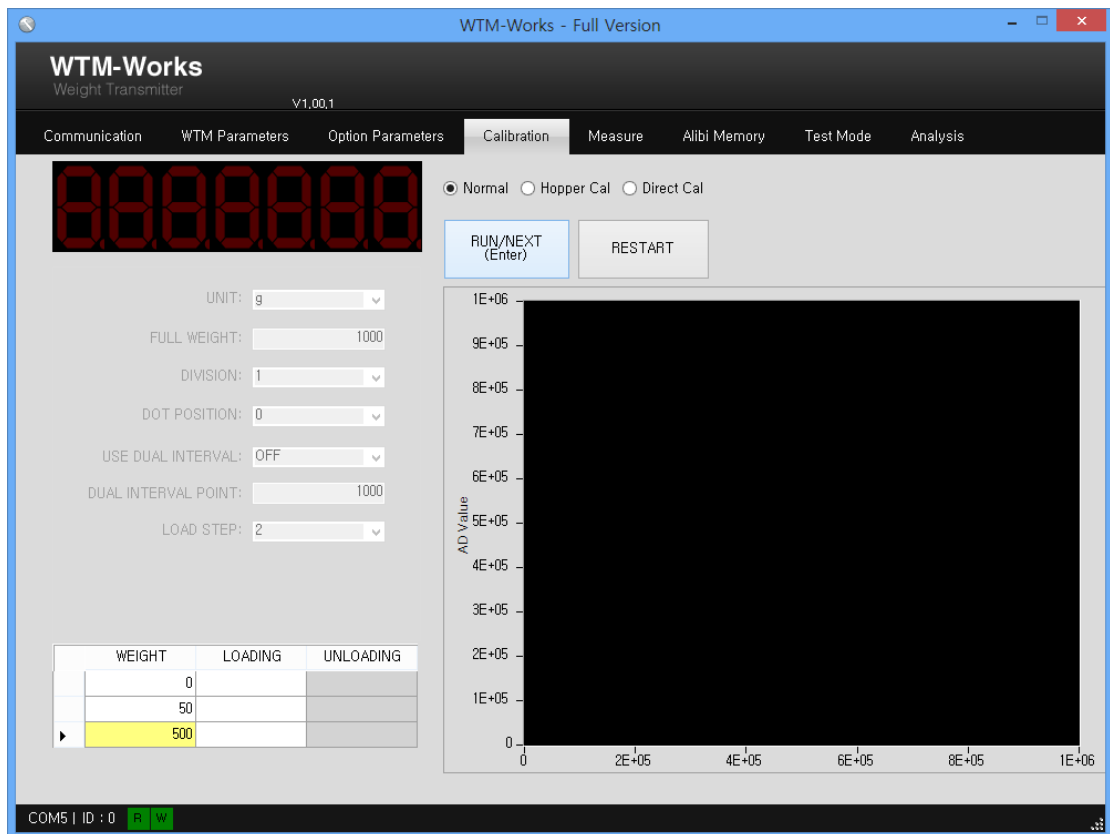 WTM-Works - Full Version
WTM-Works
Weight Transmitter
V1,00,1
Communication WTM Parameters Option Parameters Calibration Measure Alibi Memory Test Mode Analysis
Normal Hopper Cal Direct Cal
RUN/NEXT
(Enter)
RESTART
UNIT: g
FULL WEIGHT: 1000
DIVISION: 1
DOT POSITION: 0
USE DUAL INTERVAL: OFF
DUAL INTERVAL POINT: 1000
LOAD STEP: 2
WEIGHT LOADING UNLOADING
0
50
500
AD Value
1E+06
9E+05
8E+05
7E+05
6E+05
5E+05
4E+05
3E+05
2E+05
1E+05
0
0 2E+05 4E+05 6E+05 8E+05 1E+06
COM5 | ID : 0 R W